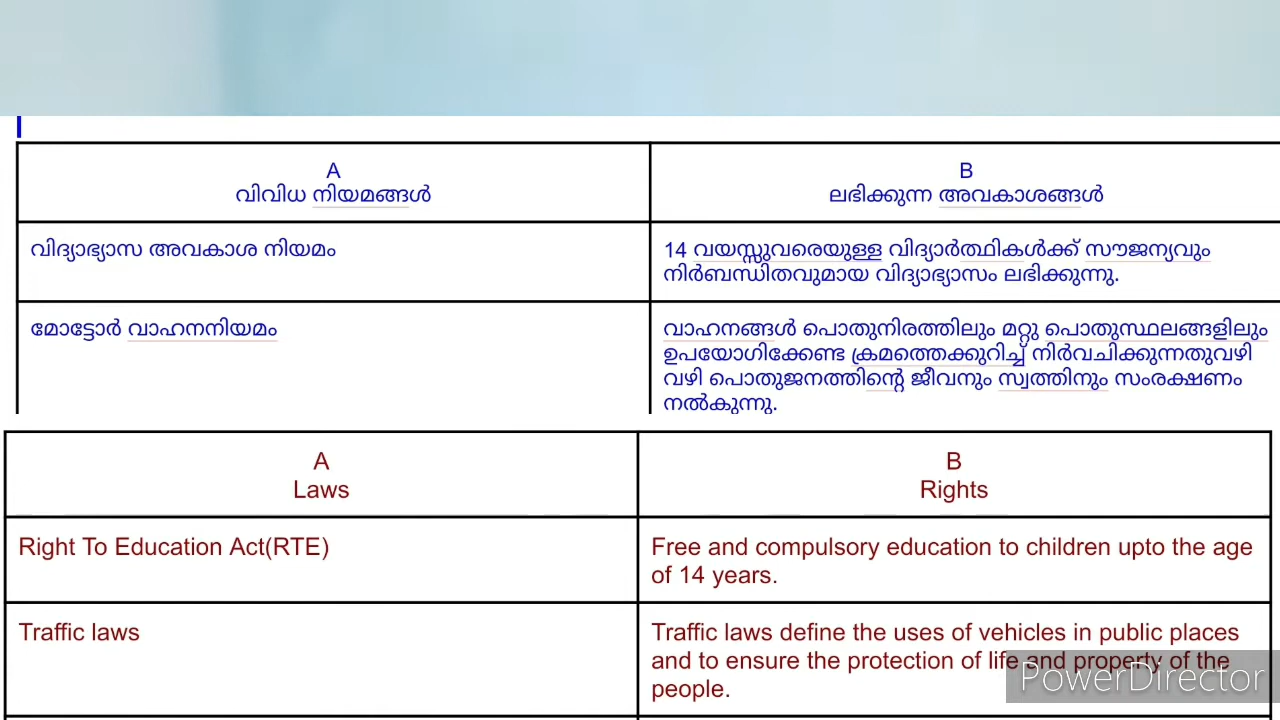 A
വിവിധ നിയമങ്ങൾ
B
ലഭിക്കുന്ന അവകാശങ്ങൾ
വിദ്യാഭ്യാസ അവകാശ നിയമം
14 വയസ്സുവരെയുള്ള വിദ്യാർത്ഥികൾക്ക് സൗജന്യവും
നിർബന്ധിതവുമായ വിദ്യാഭ്യാസം ലഭിക്കുന്നു.
മോട്ടോർ വാഹനനിയമം
വാഹനങ്ങൾ പൊതുനിരത്തിലും മറ്റു പൊതുസ്ഥലങ്ങളിലും
ഉപയോഗിക്കേണ്ട ക്രമത്തെക്കുറിച്ച് നിർവചിക്കുന്നതുവഴി
വഴി പൊതുജനത്തിന്റെ ജീവനും സ്വത്തിനും സംരക്ഷണം
നൽകുന്നു.
A
Laws
B
Rights
Right To Education Act(RTE)
Free and compulsory education to children upto the age
of 14 years.
Traffic laws
Traffic laws define the uses of vehicles in public places
and to ensure the protection of life and property of the
people.
PowerDirector